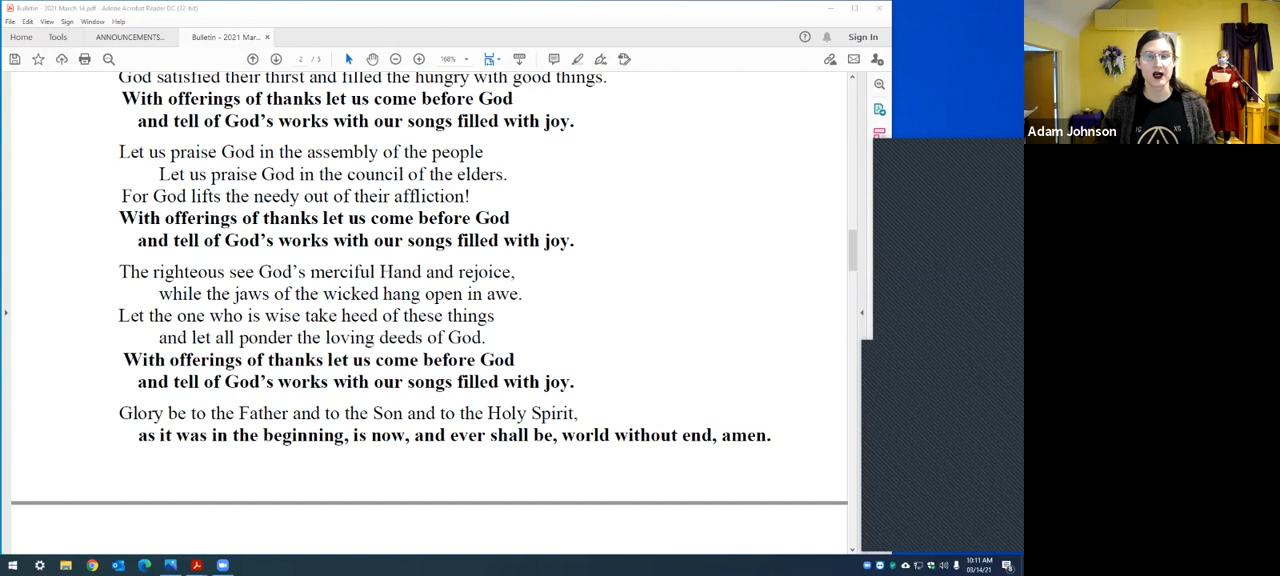 Bulletin - 2021 March 14.pdf - Adobe Acrobat Reader DC (32-bit)
File Edit View Sign Window Help
Home Tools ANNOUNCEMENTS... Bulletin - 2021 Mar... × Sign In
2 / 5 168%
God satisfied their thirst and filled the hungry with good things.
With offerings of thanks let us come before God
and tell of God's works with our songs filled with joy.
Let us praise God in the assembly of the people
Let us praise God in the council of the elders.
For God lifts the needy out of their affliction!
With offerings of thanks let us come before God
and tell of God's works with our songs filled with joy.
The righteous see God's merciful Hand and rejoice,
while the jaws of the wicked hang open in awe.
Let the one who is wise take heed of these things
and let all ponder the loving deeds of God.
With offerings of thanks let us come before God
and tell of God's works with our songs filled with joy.
Glory be to the Father and to the Son and to the Holy Spirit,
as it was in the beginning, is now, and ever shall be, world without end, amen.
Adam Johnson
10:11 AM
03/14/21